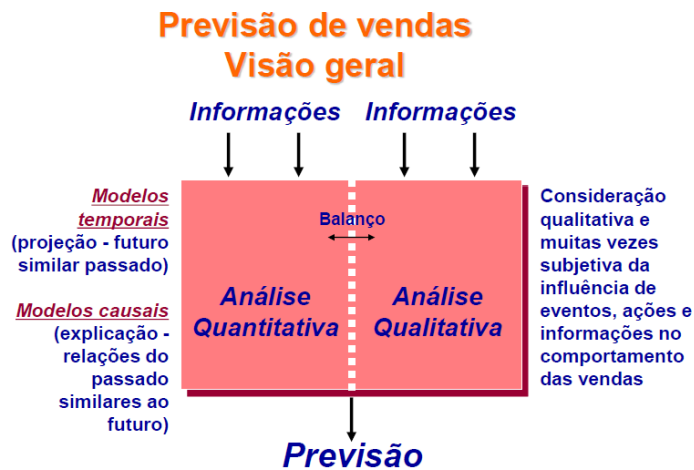 Previsão de vendas
Visão geral
Informações
Informações
Modelos
temporais
(projeção - futuro
similar passado)
Modelos causais
(explicação -
relações do
passado
similares ao
futuro)
Balanço
Análise
Quantitativa
Análise
Qualitativa
Consideração
qualitativa e
muitas vezes
subjetiva da
influência de
eventos, ações e
informações no
comportamento
das vendas
Previsão